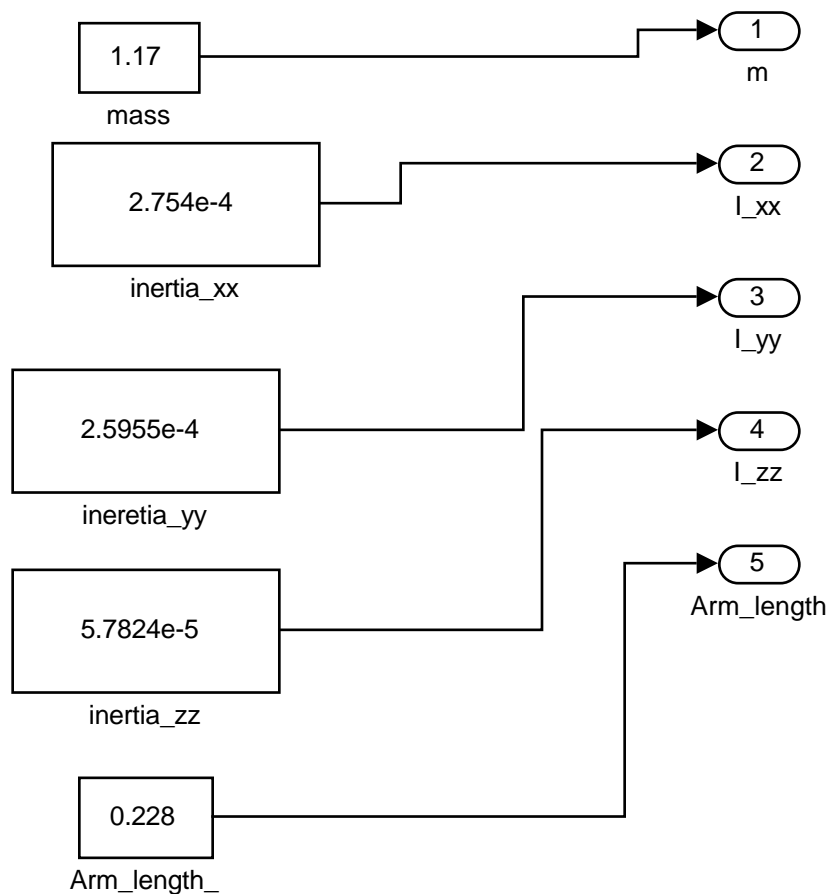 1.17
mass
1
m
2.754e-4
inertia_xx
2
I_xx
3
I_yy
2.5955e-4
ineretia_yy
4
I_zz
5.7824e-5
inertia_zz
5
Arm_length
0.228
Arm_length_